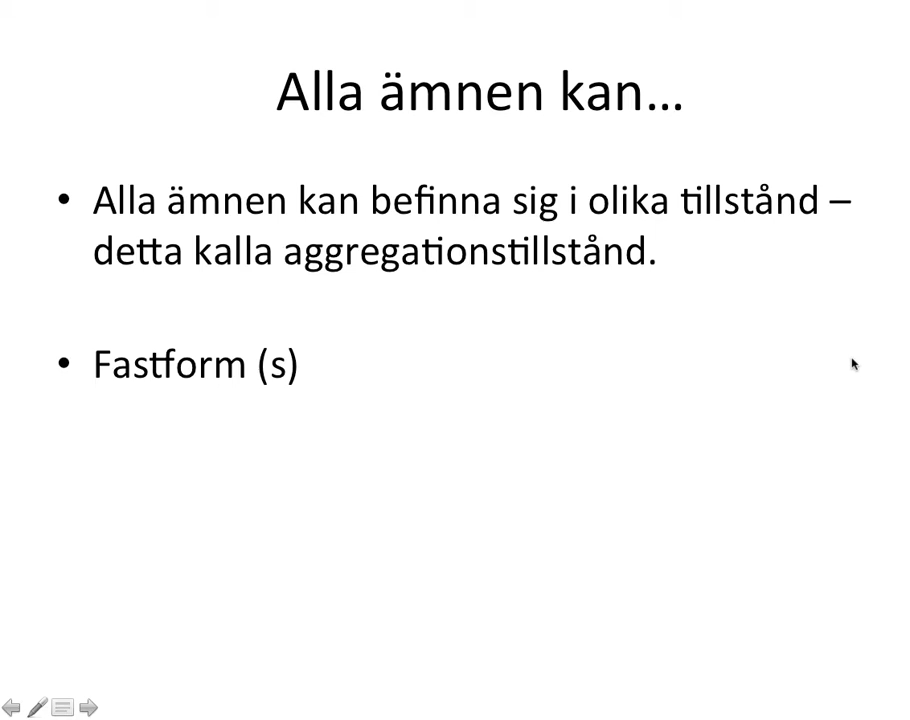 Alla ämnen kan…
• Alla ämnen kan befinna sig i olika tillstånd –
detta kalla aggregationstillstånd.
• Fastform (s)